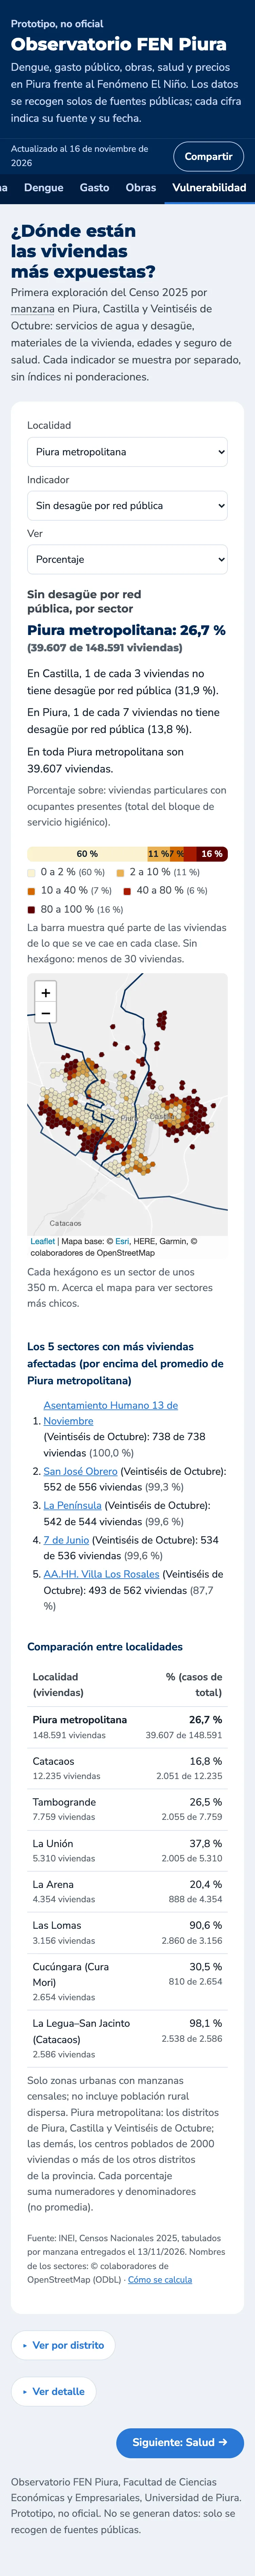 Prototipo, no oficial
Observatorio FEN Piura
Dengue, gasto público, obras, salud y precios
en Piura frente al Fenómeno El Niño. Los datos
se recogen solos de fuentes públicas; cada cifra
indica su fuente y su fecha.
Actualizado al 16 de noviembre de
2026
Compartir
Dengue Gasto Obras Vulnerabilidad
¿Dónde están
las viviendas
más expuestas?
Primera exploración del Censo 2025 por
manzana en Piura, Castilla y Veintiséis de
Octubre: servicios de agua y desagüe,
materiales de la vivienda, edades y seguro de
salud. Cada indicador se muestra por separado,
sin índices ni ponderaciones.
Localidad
Piura metropolitana
Indicador
Sin desagüe por red pública
Ver
Porcentaje
Sin desagüe por red
pública, por sector
Piura metropolitana: 26,7 %
(39.607 de 148.591 viviendas)
En Castilla, 1 de cada 3 viviendas no
tiene desagüe por red pública (31,9 %).
En Piura, 1 de cada 7 viviendas no tiene
desagüe por red pública (13,8 %).
En toda Piura metropolitana son
39.607 viviendas.
Porcentaje sobre: viviendas particulares con
ocupantes presentes (total del bloque de
servicio higiénico).
60 % 11 % 7 % 16 %
0 a 2 % (60 %) 2 a 10 % (11 %)
10 a 40 % (7 %) 40 a 80 % (6 %)
80 a 100 % (16 %)
La barra muestra qué parte de las viviendas
de lo que se ve cae en cada clase. Sin
hexágono: menos de 30 viviendas.
+
−
Catacaos
Leaflet | Mapa base: © Esri, HERE, Garmin, ©
colaboradores de OpenStreetMap
Cada hexágono es un sector de unos
350 m. Acerca el mapa para ver sectores
más chicos.
Los 5 sectores con más viviendas
afectadas (por encima del promedio de
Piura metropolitana)
1. Asentamiento Humano 13 de
Noviembre
(Veintiséis de Octubre): 738 de 738
viviendas (100,0 %)
2. San José Obrero (Veintiséis de Octubre):
552 de 556 viviendas (99,3 %)
3. La Península (Veintiséis de Octubre):
542 de 544 viviendas (99,6 %)
4. 7 de Junio (Veintiséis de Octubre): 534
de 536 viviendas (99,6 %)
5. AA.HH. Villa Los Rosales (Veintiséis de
Octubre): 493 de 562 viviendas (87,7
%)
Comparación entre localidades
Localidad
(viviendas)
% (casos de
total)
Piura metropolitana 26,7 %
148.591 viviendas 39.607 de 148.591
Catacaos 16,8 %
12.235 viviendas 2.051 de 12.235
Tambogrande 26,5 %
7.759 viviendas 2.055 de 7.759
La Unión 37,8 %
5.310 viviendas 2.005 de 5.310
La Arena 20,4 %
4.354 viviendas 888 de 4.354
Las Lomas 90,6 %
3.156 viviendas 2.860 de 3.156
Cucúngara (Cura 30,5 %
Mori) 810 de 2.654
2.654 viviendas
La Legua–San Jacinto 98,1 %
(Catacaos) 2.538 de 2.586
2.586 viviendas
Solo zonas urbanas con manzanas
censales; no incluye población rural
dispersa. Piura metropolitana: los distritos
de Piura, Castilla y Veintiséis de Octubre;
las demás, los centros poblados de 2000
viviendas o más de los otros distritos
de la provincia. Cada porcentaje
suma numeradores y denominadores
(no promedia).
Fuente: INEI, Censos Nacionales 2025, tabulados
por manzana entregados el 13/11/2026. Nombres
de los sectores: © colaboradores de
OpenStreetMap (ODbL) · Cómo se calcula
▸ Ver por distrito
▸ Ver detalle
Siguiente: Salud →
Observatorio FEN Piura, Facultad de Ciencias
Económicas y Empresariales, Universidad de Piura.
Prototipo, no oficial. No se generan datos: solo se
recogen de fuentes públicas.